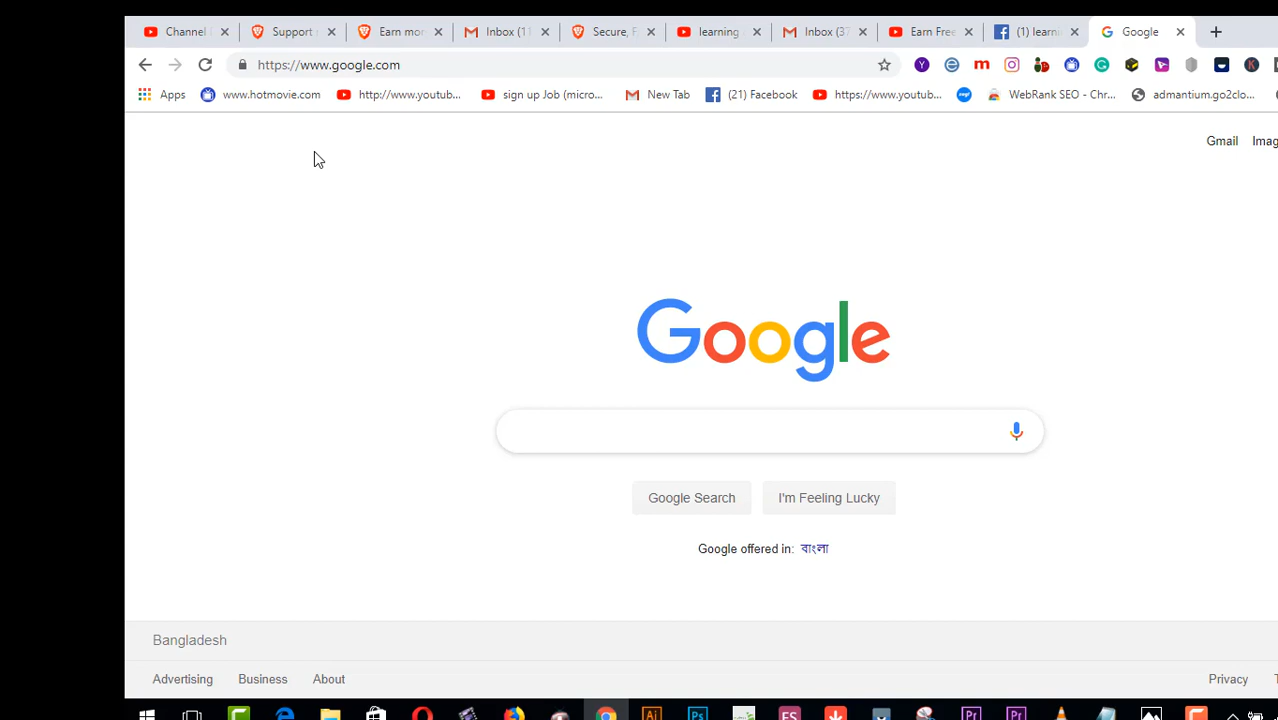 Channel
Support
Earn mor
Inbox (1
Secure, F
learning
Inbox (37
Earn Free
(1) learni
Google
https://www.google.com
Apps
www.hotmovie.com
http://www.youtub...
sign up Job (micro...
New Tab
(21) Facebook
https://www.youtub...
WebRank SEO - Chr...
admantium.go2clo...
Gmail
Imag
Google
Google Search
I'm Feeling Lucky
Google offered in: বাংলা
Bangladesh
Advertising
Business
About
Privacy